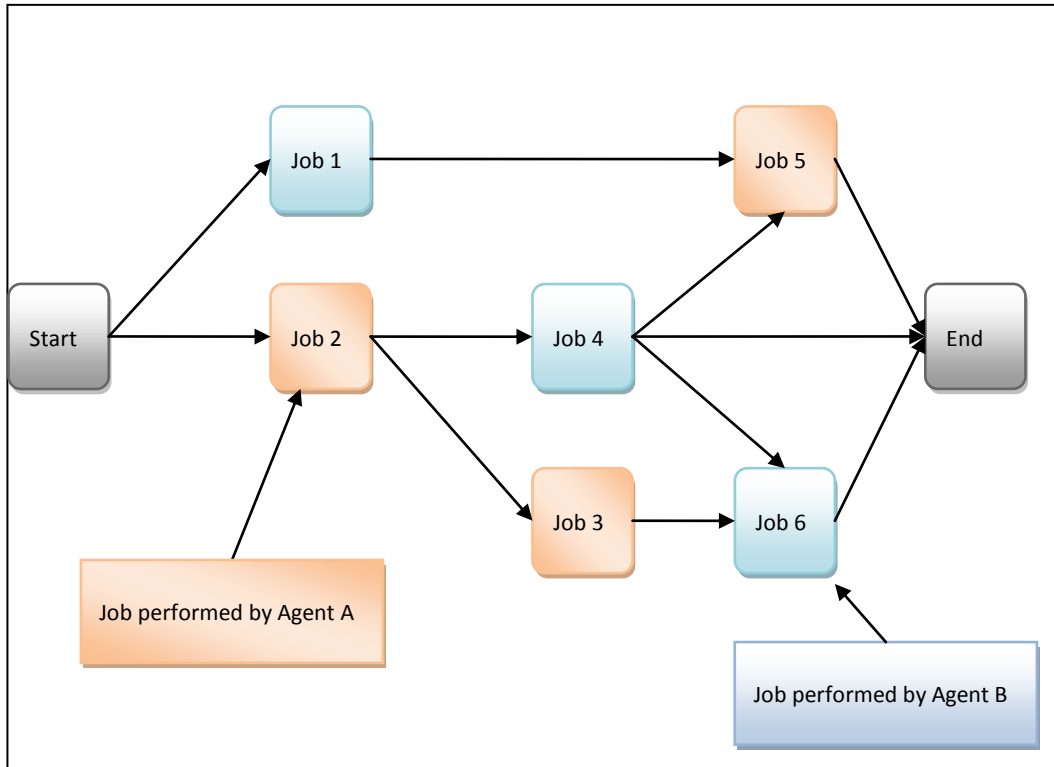 Job 1
Job 5
Start
Job 2
Job 4
End
Job 3
Job 6
Job performed by Agent A
Job performed by Agent B